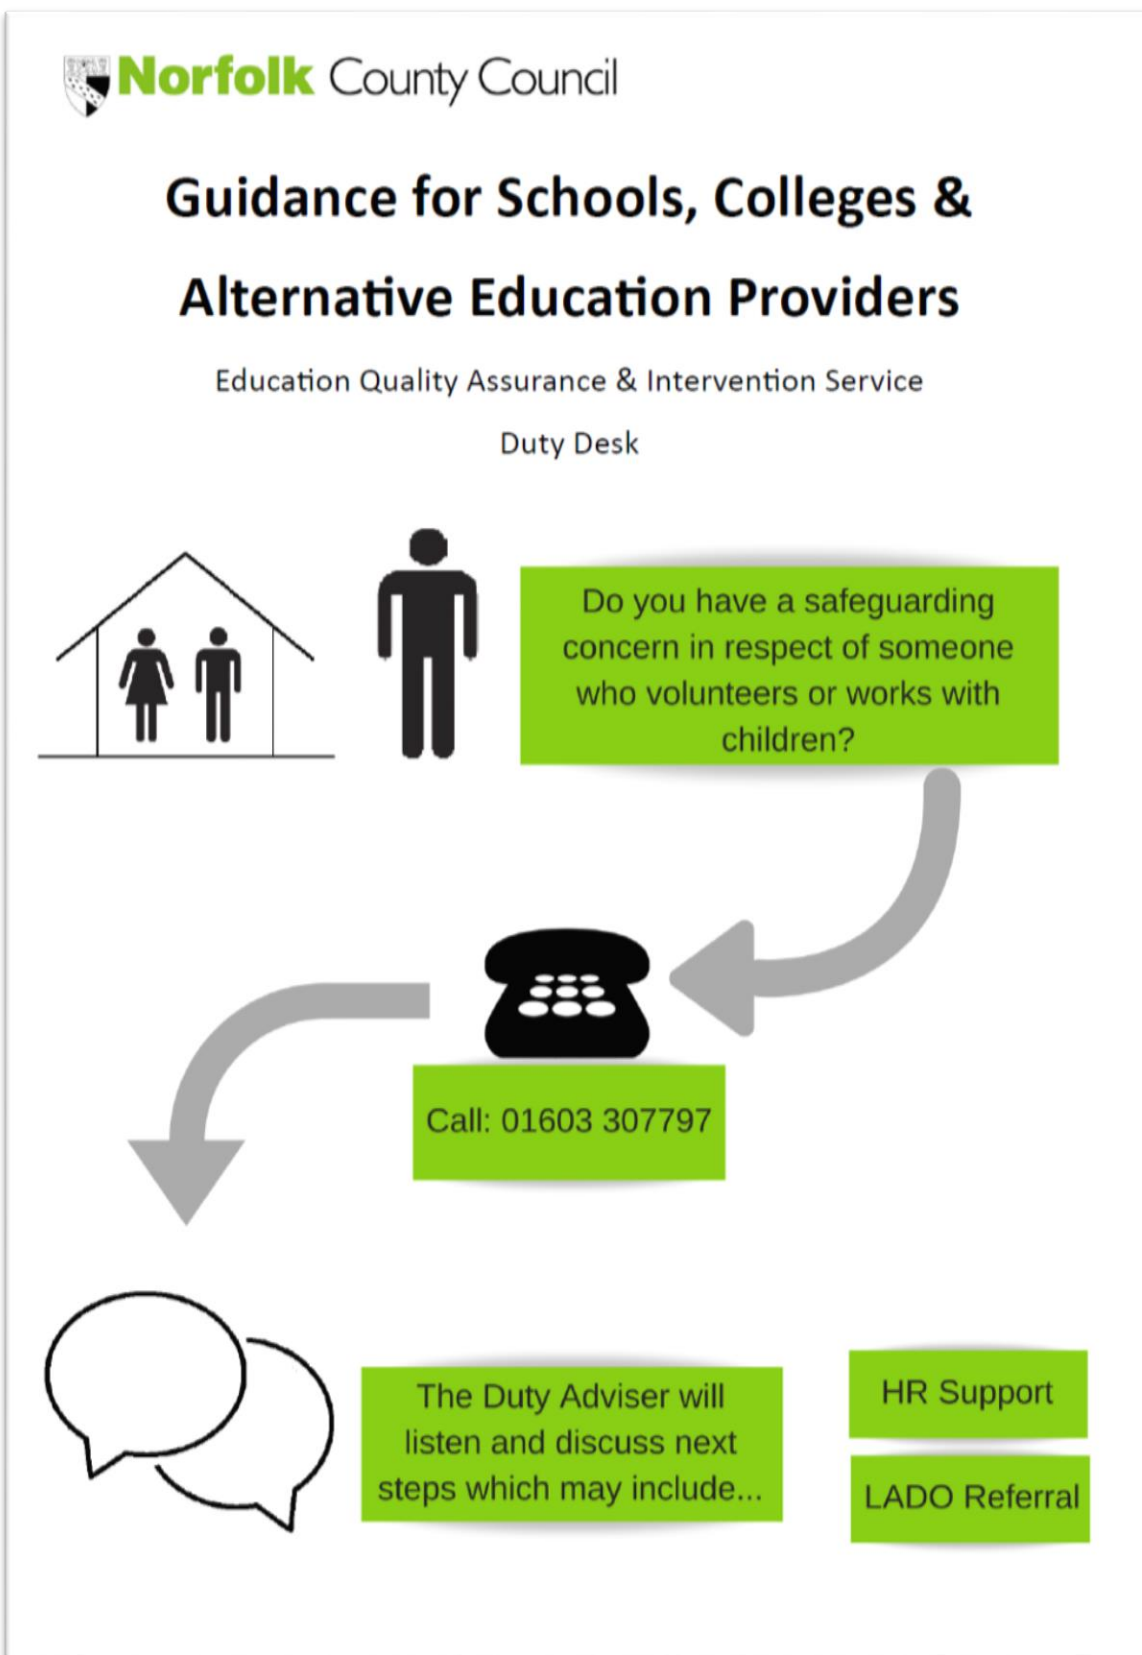 Norfolk County Council
Guidance for Schools, Colleges &
Alternative Education Providers
Education Quality Assurance & Intervention Service
Duty Desk
Do you have a safeguarding
concern in respect of someone
who volunteers or works with
children?
Call: 01603 307797
The Duty Adviser will
listen and discuss next
steps which may include...
HR Support
LADO Referral